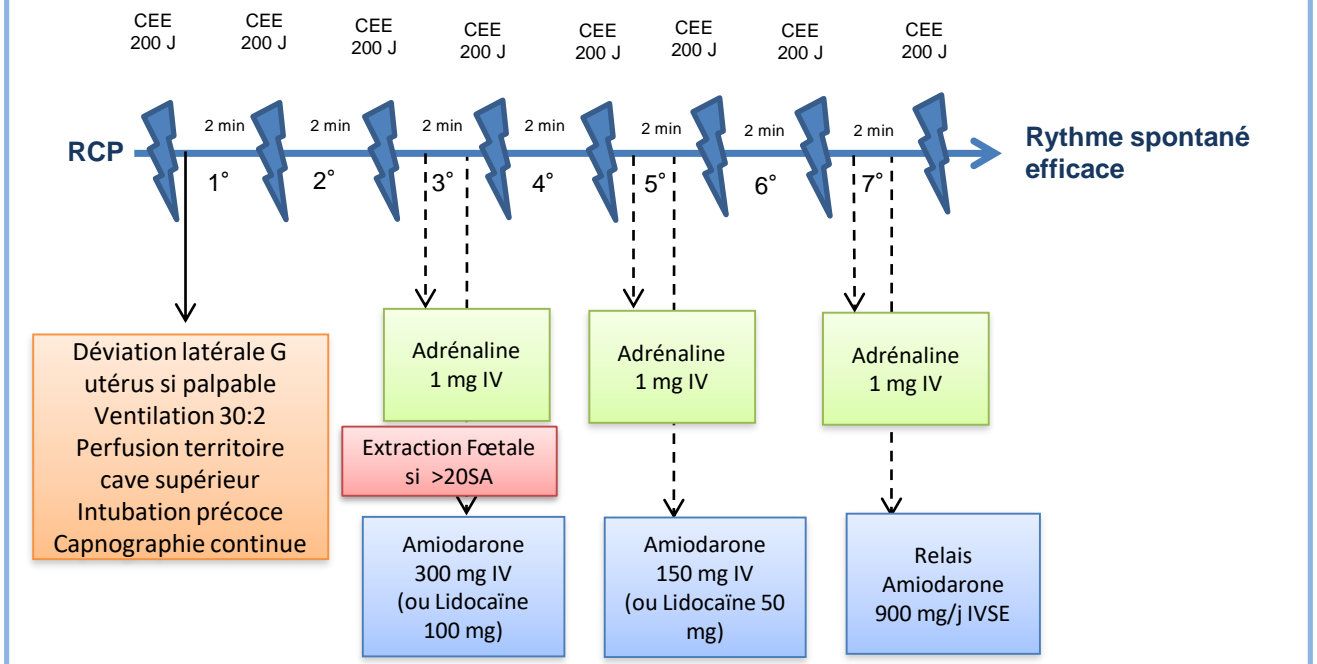 CEE
200 J
CEE
200 J
CEE
200 J
CEE
200 J
CEE
200 J
CEE
200 J
CEE
200 J
CEE
200 J
RCP
2 min
2 min
2 min
2 min
2 min
2 min
2 min
1°
2°
3°
4°
5°
6°
7°
Rythme spontané
efficace
Déviation latérale G
utérus si palpable
Ventilation 30:2
Perfusion territoire
cave supérieur
Intubation précoce
Capnographie continue
Adrénaline
1 mg IV
Extraction Fœtale
si >20SA
Amiodarone
300 mg IV
(ou Lidocaïne
100 mg)
Adrénaline
1 mg IV
Amiodarone
150 mg IV
(ou Lidocaïne 50
mg)
Adrénaline
1 mg IV
Relais
Amiodarone
900 mg/j IVSE